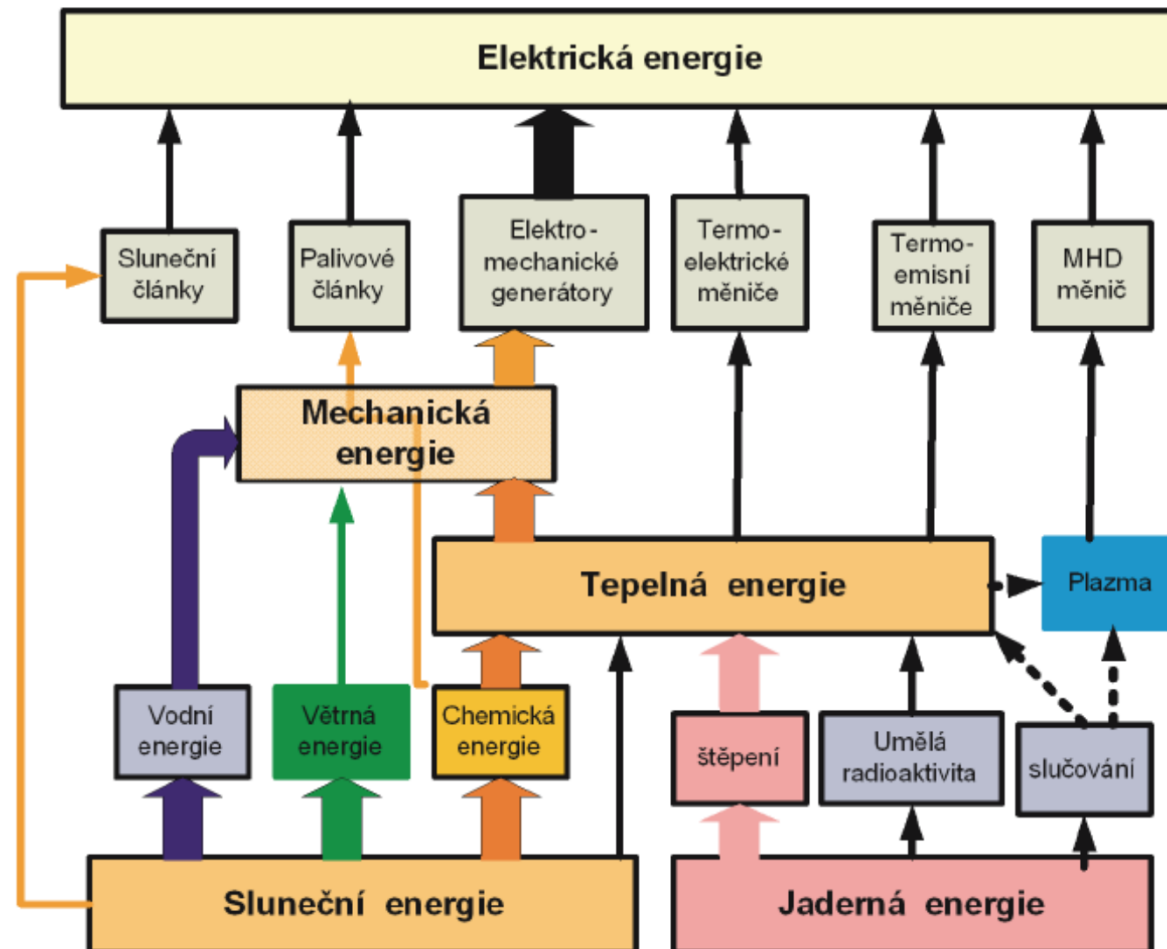 Elektrická energie
Sluneční
články
Palivové
články
Elektro-
mechanické
generátory
Termo-
elektrické
měniče
Termo-
emisní
měniče
MHD
měnič
Mechanická
energie
Tepelná energie
Plazma
Vodní
energie
Větrná
energie
Chemická
energie
štěpení
Umělá
radioaktivita
slučování
Sluneční energie
Jaderná energie